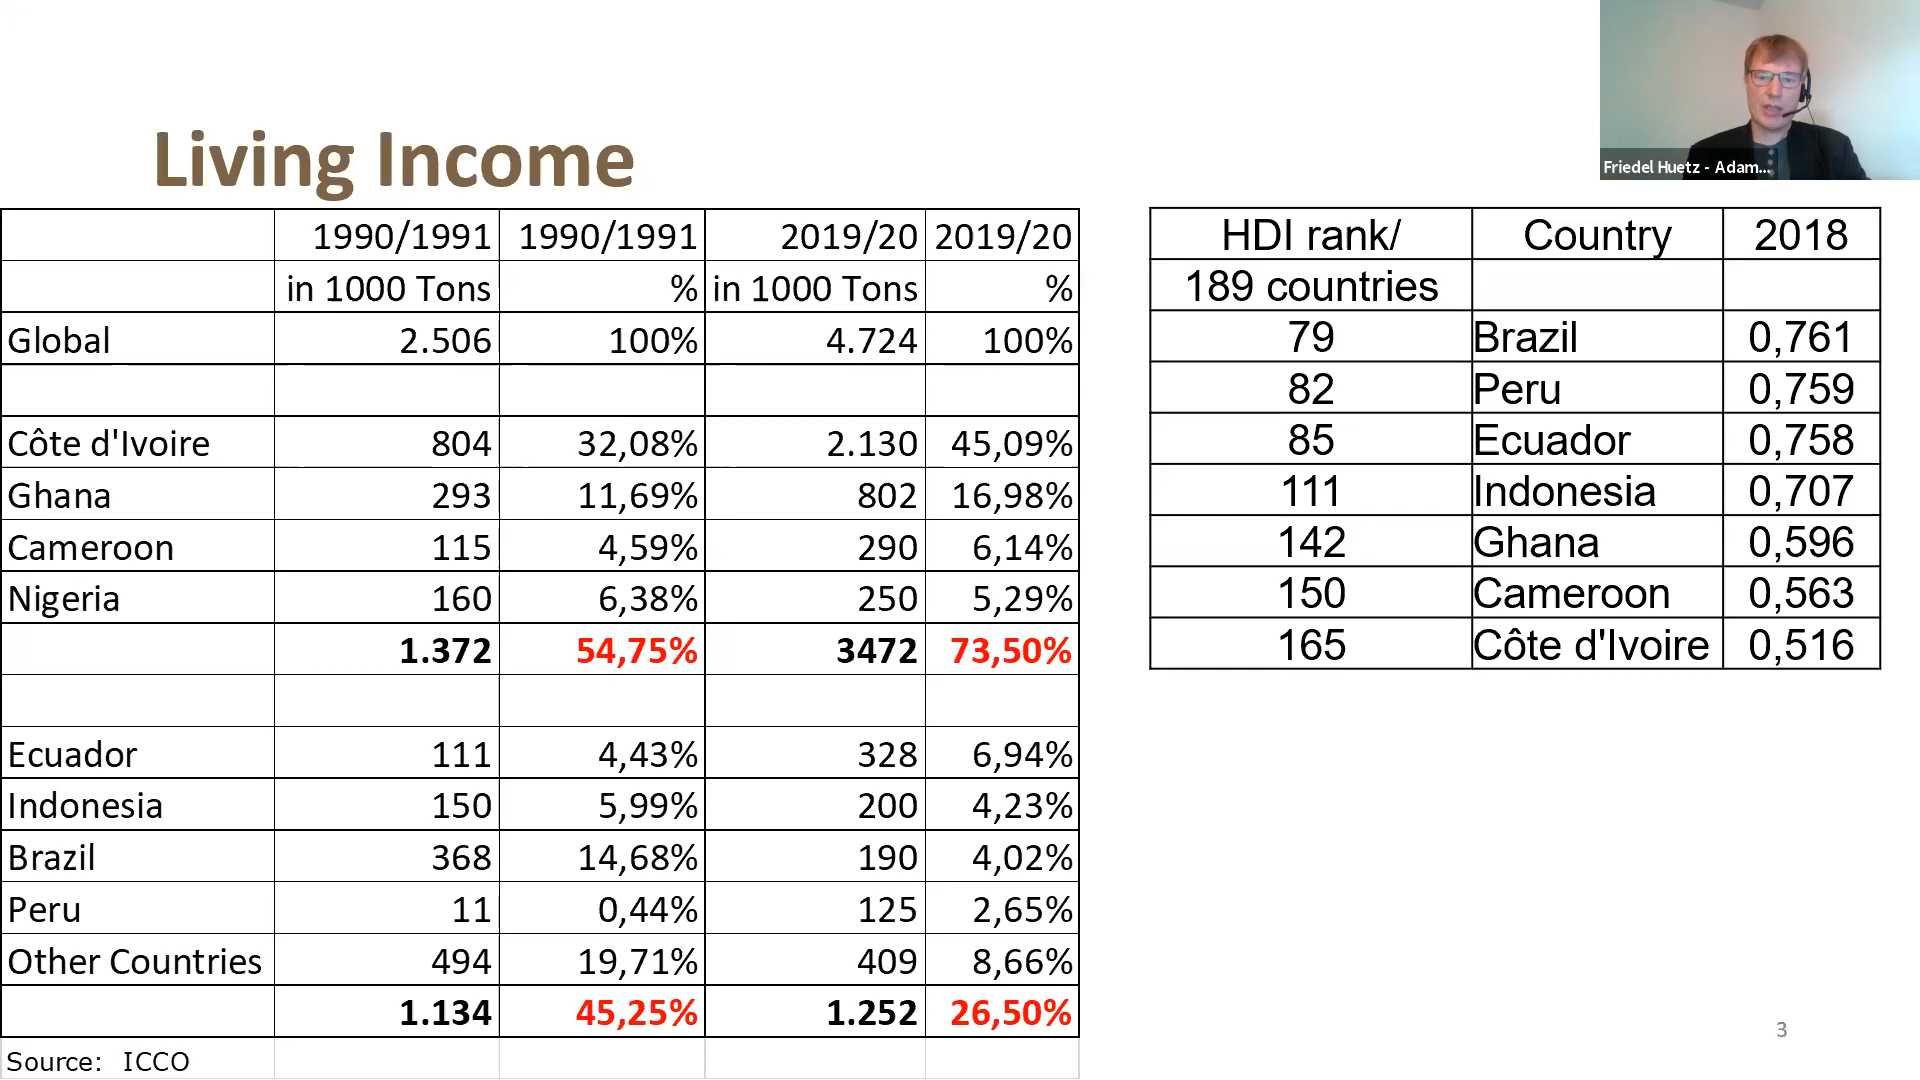 Friedel Huetz - Adam...
Living Income
1990/1991 1990/1991 2019/20 2019/20
in 1000 Tons % in 1000 Tons %
Global 2.506 100% 4.724 100%
Côte d'Ivoire 804 32,08% 2.130 45,09%
Ghana 293 11,69% 802 16,98%
Cameroon 115 4,59% 290 6,14%
Nigeria 160 6,38% 250 5,29%
1.372 54,75% 3472 73,50%
Ecuador 111 4,43% 328 6,94%
Indonesia 150 5,99% 200 4,23%
Brazil 368 14,68% 190 4,02%
Peru 11 0,44% 125 2,65%
Other Countries 494 19,71% 409 8,66%
1.134 45,25% 1.252 26,50%
Source: ICCO
HDI rank/ Country 2018
189 countries
79 Brazil 0,761
82 Peru 0,759
85 Ecuador 0,758
111 Indonesia 0,707
142 Ghana 0,596
150 Cameroon 0,563
165 Côte d'Ivoire 0,516
3